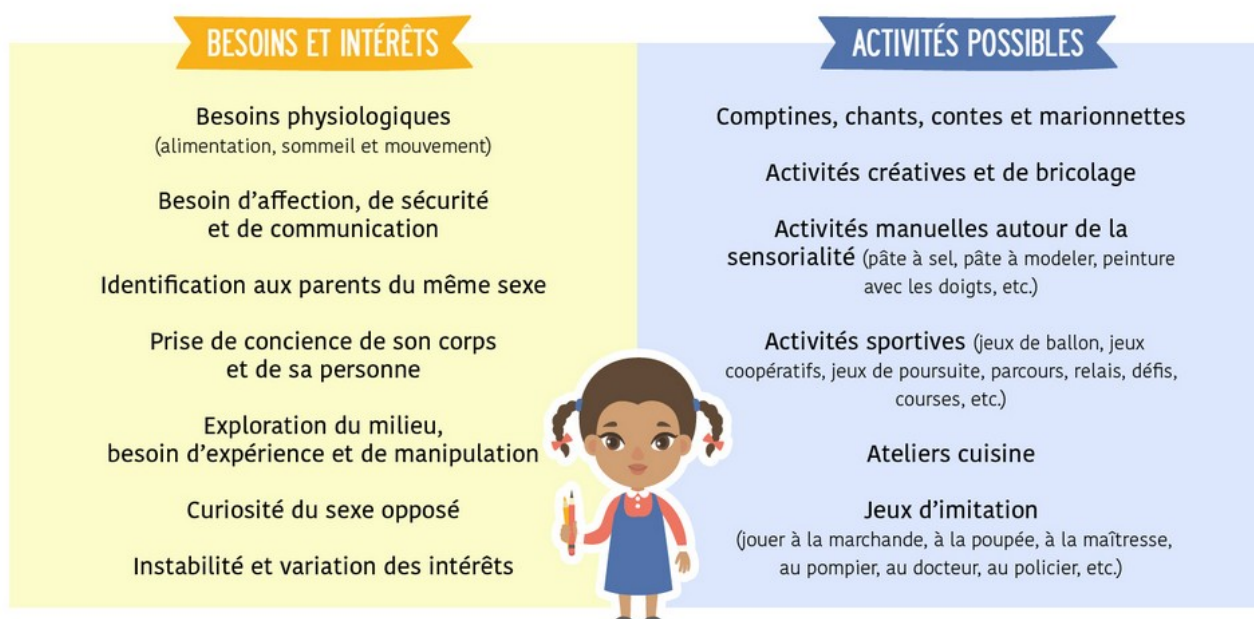 BESOINS ET INTÉRÊTS
Besoins physiologiques
(alimentation, sommeil et mouvement)
Besoin d'affection, de sécurité
et de communication
Identification aux parents du même sexe
Prise de concience de son corps
et de sa personne
Exploration du milieu,
besoin d'expérience et de manipulation
Curiosité du sexe opposé
Instabilité et variation des intérêts
ACTIVITÉS POSSIBLES
Comptines, chants, contes et marionnettes
Activités créatives et de bricolage
Activités manuelles autour de la
sensorialité (pâte à sel, pâte à modeler, peinture
avec les doigts, etc.)
Activités sportives (jeux de ballon, jeux
coopératifs, jeux de poursuite, parcours, relais, défis,
courses, etc.)
Ateliers cuisine
Jeux d'imitation
(jouer à la marchande, à la poupée, à la maîtresse,
au pompier, au docteur, au policier, etc.)